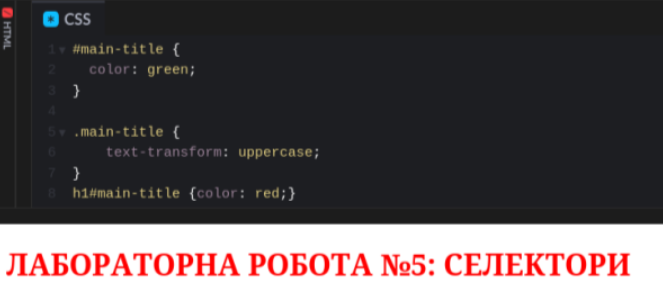 HTML
CSS
1 #main-title {
2 color: green;
3 }
4
5 .main-title {
6 text-transform: uppercase;
7 }
8 h1#main-title {color: red;}
ЛАБОРАТОРНА РОБОТА №5: СЕЛЕКТОРИ